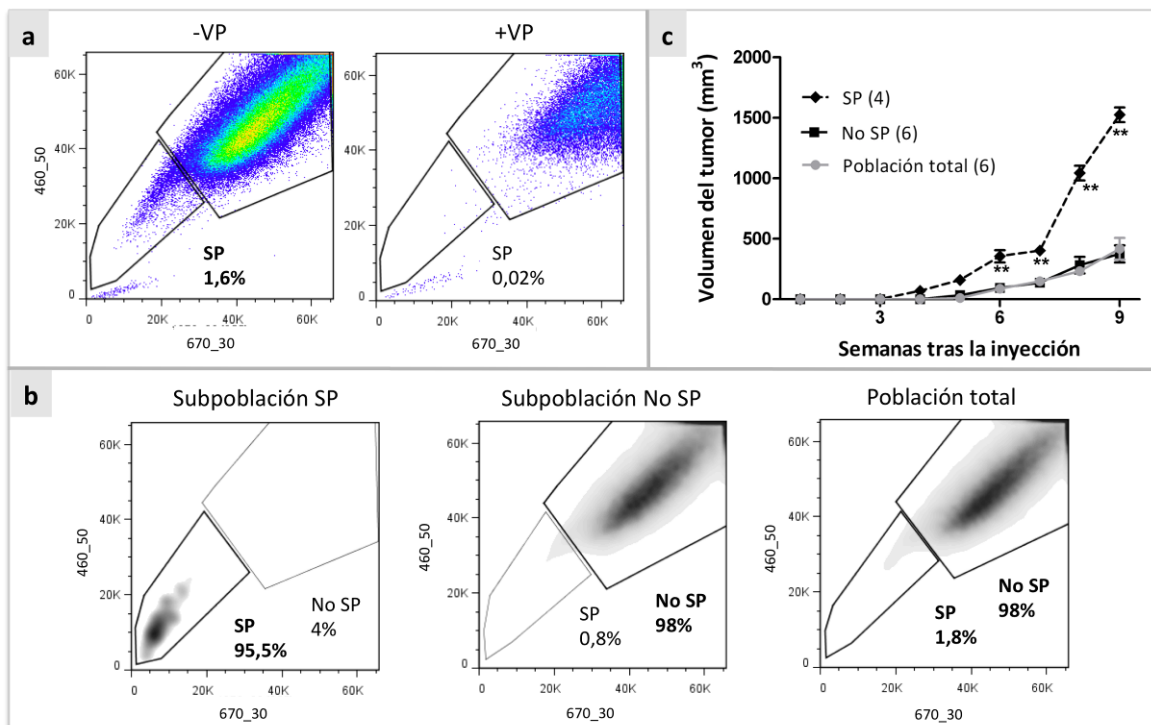 a
-VP
+VP
60K
40K
20K
0
460_50
SP
1,6%
0
20K
40K
60K
670_30
60K
40K
20K
0
SP
0,02%
0
20K
40K
60K
670_30
c
Volumen del tumor (mm³)
2000
1500
1000
500
0
SP (4)
No SP (6)
Población total (6)
**
**
**
**
3
6
9
Semanas tras la inyección
b
Subpoblación SP
Subpoblación No SP
Población total
460_50
60K
40K
20K
0
SP
95,5%
No SP
4%
0
20K
40K
60K
670_30
460_50
60K
40K
20K
0
SP
0,8%
No SP
98%
0
20K
40K
60K
670_30
460_50
60K
40K
20K
0
SP
1,8%
No SP
98%
0
20K
40K
60K
670_30